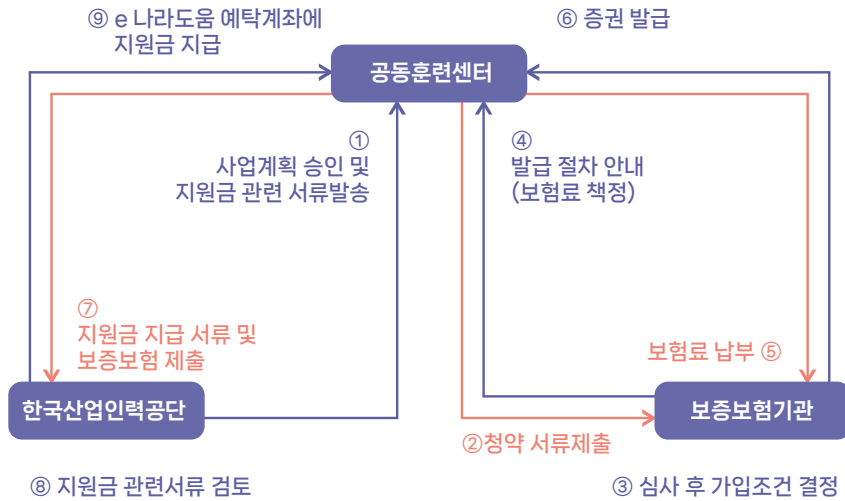 ⑨ e 나라도움 예탁계좌에
지원금 지급
⑥ 증권 발급
공동훈련센터
①
사업계획 승인 및
지원금 관련 서류발송
④
발급 절차 안내
(보험료 책정)
⑦
지원금 지급 서류 및
보증보험 제출
보험료 납부 ⑤
한국산업인력공단
보증보험기관
②청약 서류제출
⑧ 지원금 관련서류 검토
③ 심사 후 가입조건 결정